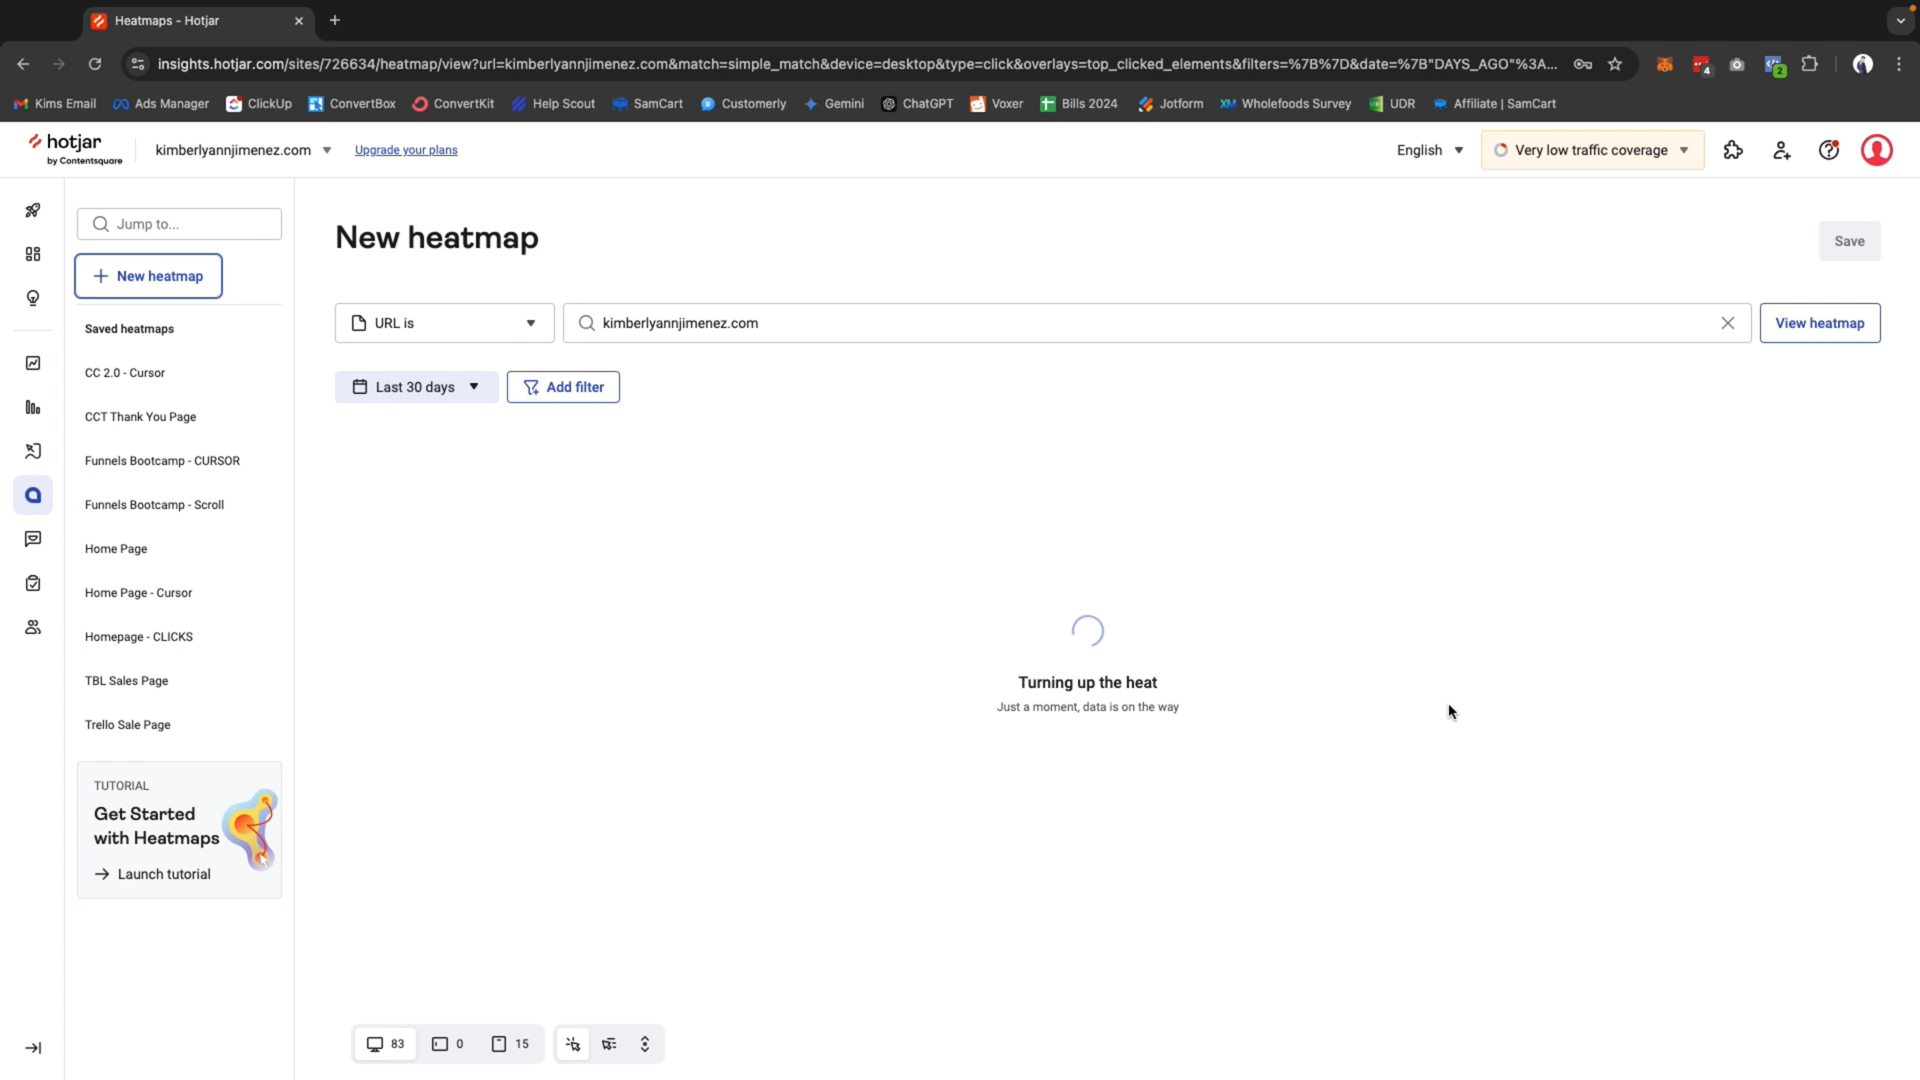 Heatmaps - Hotjar
insights.hotjar.com/sites/726634/heatmap/view?url=kimberlyannjimenez.com&match=simple_match&device=desktop&type=click&overlays=top_clicked_elements&filters=%7B%7D&date=%7B"DAYS_AGO"%3A...
4
2
Kims Email
Ads Manager
ClickUp
ConvertBox
ConvertKit
Help Scout
SamCart
Customerly
Gemini
ChatGPT
Voxer
Bills 2024
Jotform
XM Wholefoods Survey
UDR
Affiliate | SamCart
hotjar
by Contentsquare
kimberlyannjimenez.com
Upgrade your plans
English
Very low traffic coverage
Jump to...
New heatmap
Saved heatmaps
CC 2.0 - Cursor
CCT Thank You Page
Funnels Bootcamp - CURSOR
Funnels Bootcamp - Scroll
Home Page
Home Page - Cursor
Homepage - CLICKS
TBL Sales Page
Trello Sale Page
TUTORIAL
Get Started
with Heatmaps
Launch tutorial
New heatmap
Save
URL is
kimberlyannjimenez.com
View heatmap
Last 30 days
Add filter
Turning up the heat
Just a moment, data is on the way
83
0
15